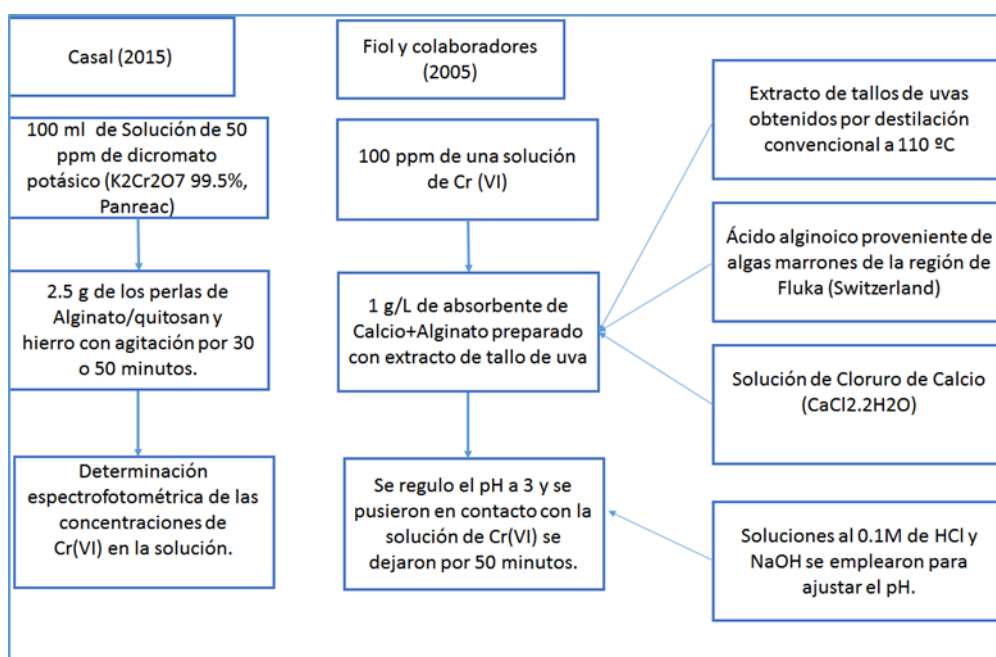 Casal (2015)
100 ml de Solución de 50
ppm de dicromato
potásico (K2Cr2O7 99.5%,
Panreac)
2.5 g de los perlas de
Alginato/quitosan y
hierro con agitación por 30
o 50 minutos.
Determinación
espectrofotométrica de las
concentraciones de
Cr(VI) en la solución.
Fiol y colaboradores
(2005)
100 ppm de una solución
de Cr (VI)
1 g/L de absorbente de
Calcio+Alginato preparado
con extracto de tallo de uva
Se regulo el pH a 3 y se
pusieron en contacto con la
solución de Cr(VI) se
dejaron por 50 minutos.
Extracto de tallos de uvas
obtenidos por destilación
convencional a 110 ºC
Ácido alginoico proveniente de
algas marrones de la región de
Fluka (Switzerland)
Solución de Cloruro de Calcio
(CaCl2.2H2O)
Soluciones al 0.1M de HCl y
NaOH se emplearon para
ajustar el pH.